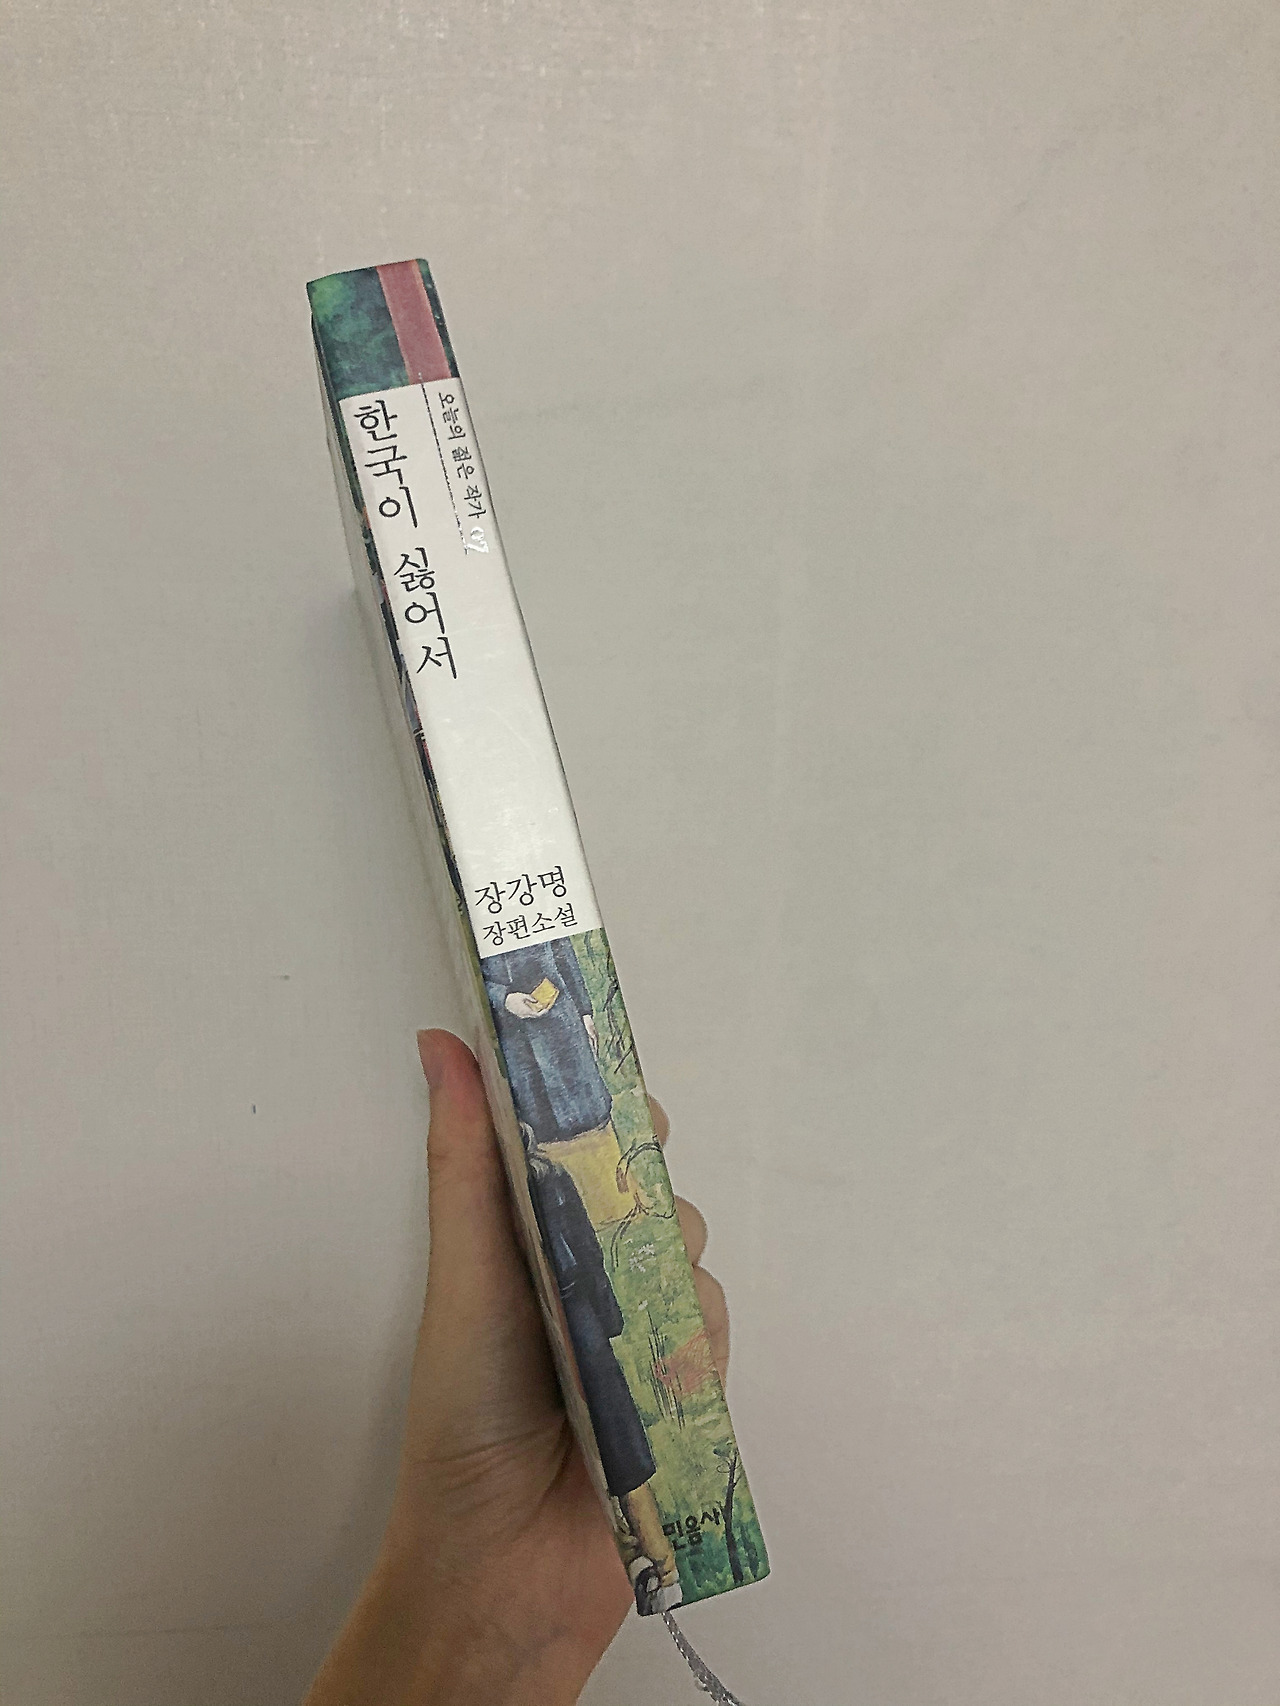 오늘의 젊은 작가 07
한국이 싫어서
장강명
장편소설
민음사